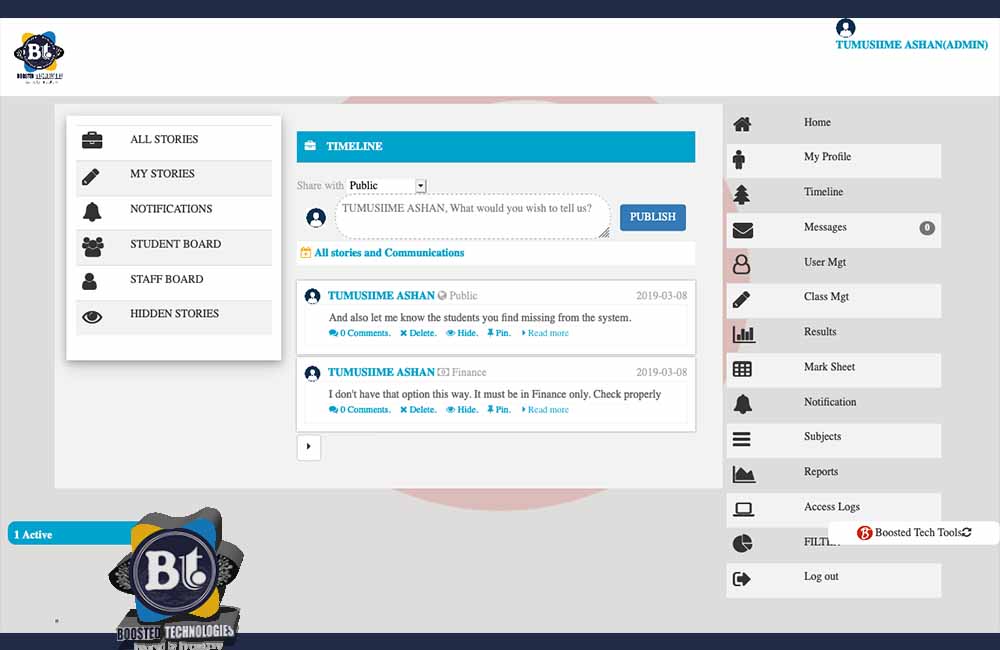 Bt
BOOSTED
TUMUSIIME ASHAN(ADMIN)
ALL STORIES
MY STORIES
NOTIFICATIONS
STUDENT BOARD
STAFF BOARD
HIDDEN STORIES
TIMELINE
Share with Public
TUMUSIIME ASHAN, What would you wish to tell us?
PUBLISH
All stories and Communications
TUMUSIIME ASHAN Public 2019-03-08
And also let me know the students you find missing from the system.
0 Comments. Delete. Hide. Pin. Read more
TUMUSIIME ASHAN Finance 2019-03-08
I don't have that option this way. It must be in Finance only. Check properly
0 Comments. Delete. Hide. Pin. Read more
Home
My Profile
Timeline
Messages 0
User Mgt
Class Mgt
Results
Mark Sheet
Notification
Subjects
Reports
Access Logs
Boosted Tech Tools
Log out
1 Active
Bt
BOOSTED TECHNOLOGIES